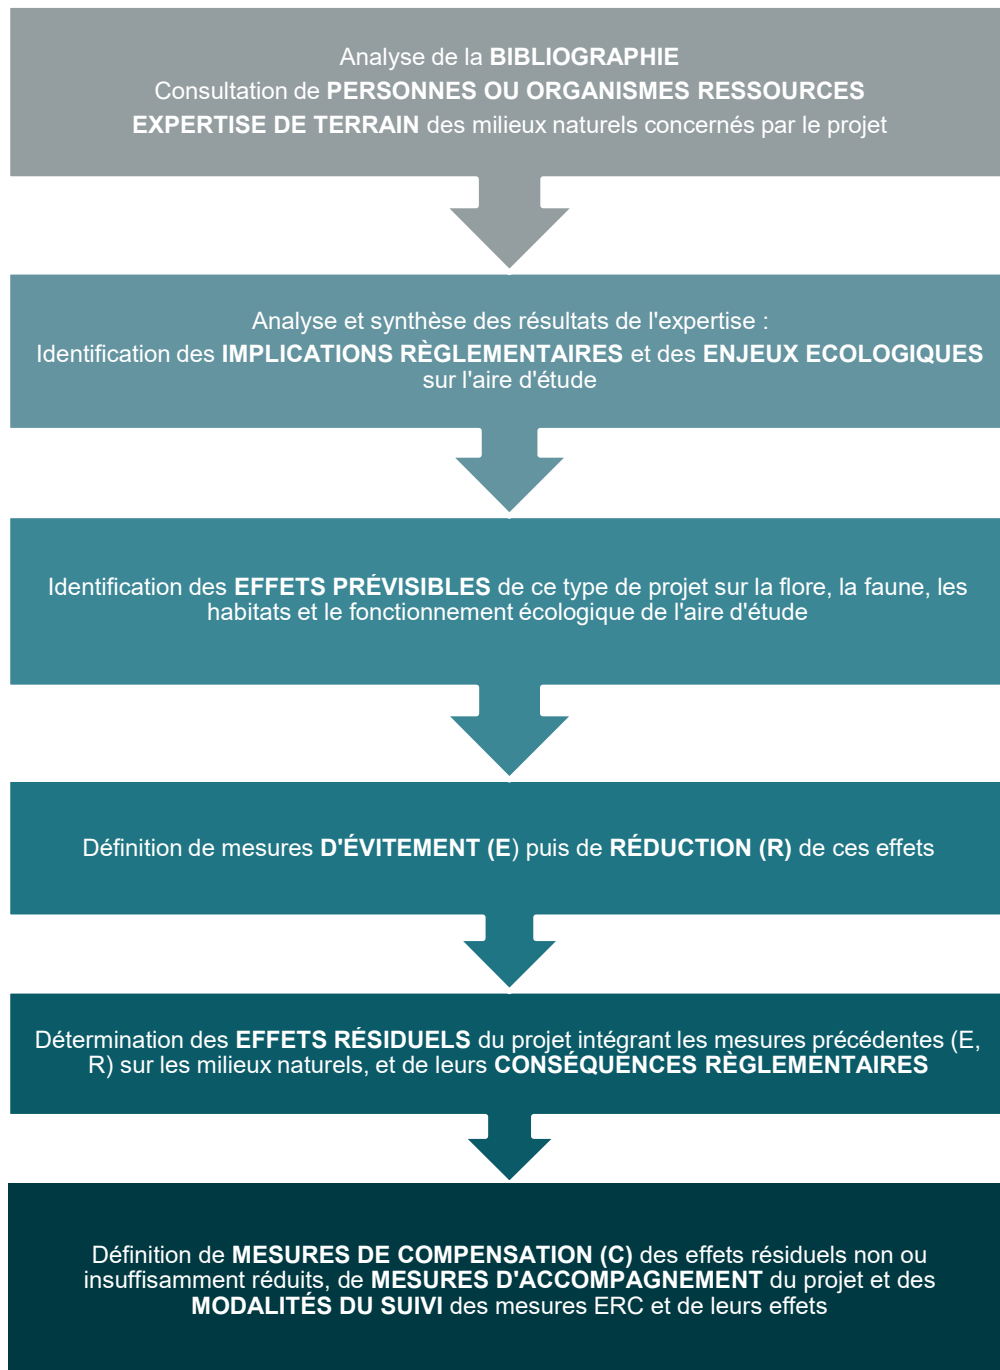 Analyse de la BIBLIOGRAPHIE
Consultation de PERSONNES OU ORGANISMES RESSOURCES
EXPERTISE DE TERRAIN des milieux naturels concernés par le projet
Analyse et synthèse des résultats de l'expertise :
Identification des IMPLICATIONS RÈGLEMENTAIRES et des ENJEUX ECOLOGIQUES
sur l'aire d'étude
Identification des EFFETS PRÉVISIBLES de ce type de projet sur la flore, la faune, les
habitats et le fonctionnement écologique de l'aire d'étude
Définition de mesures D'ÉVITEMENT (E) puis de RÉDUCTION (R) de ces effets
Détermination des EFFETS RÉSIDUELS du projet intégrant les mesures précédentes (E,
R) sur les milieux naturels, et de leurs CONSÉQUENCES RÈGLEMENTAIRES
Définition de MESURES DE COMPENSATION (C) des effets résiduels non ou
insuffisamment réduits, de MESURES D'ACCOMPAGNEMENT du projet et des
MODALITÉS DU SUIVI des mesures ERC et de leurs effets